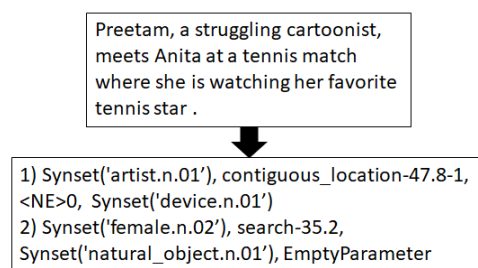 Preetam, a struggling cartoonist,
meets Anita at a tennis match
where she is watching her favorite
tennis star .
1) Synset('artist.n.01’), contiguous_location-47.8-1,
<NE>0, Synset('device.n.01’)
2) Synset('female.n.02’), search-35.2,
Synset('natural_object.n.01’), EmptyParameter